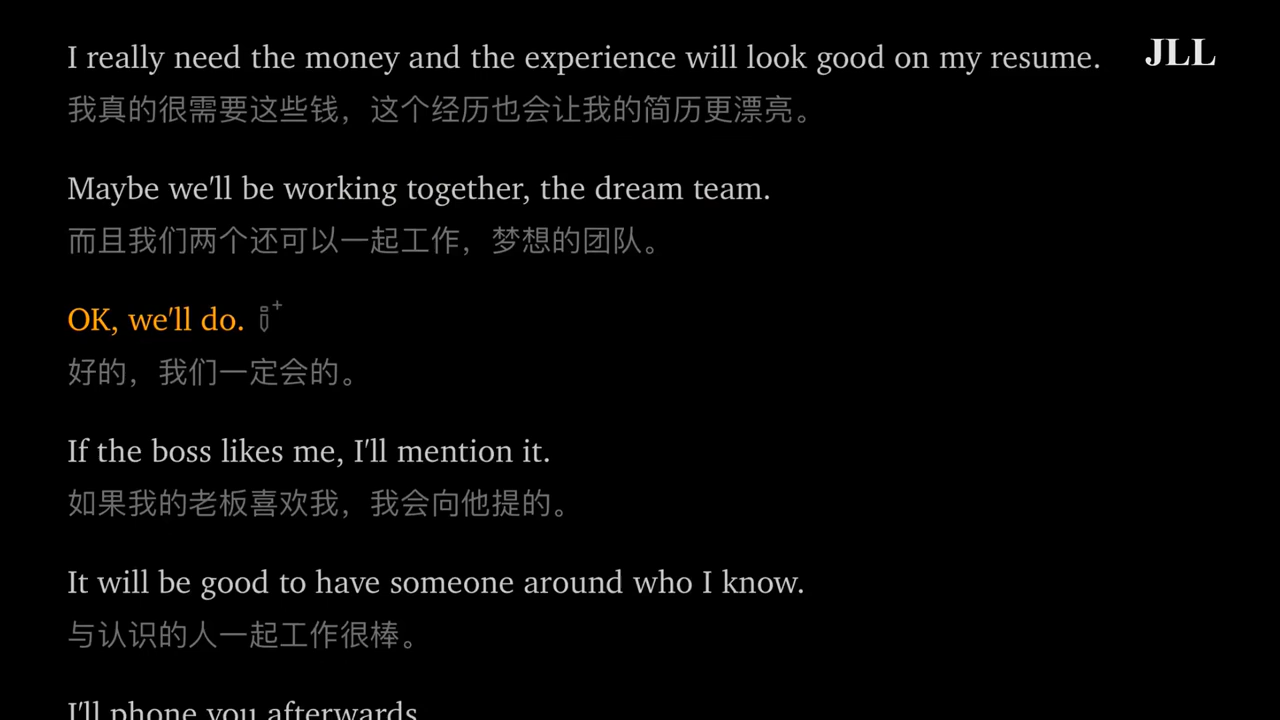 I really need the money and the experience will look good on my resume.
JLL
我真的很需要这些钱，这个经历也会让我的简历更漂亮。
Maybe we'll be working together, the dream team.
而且我们两个还可以一起工作，梦想的团队。
OK, we'll do.
好的，我们一定会的。
If the boss likes me, I'll mention it.
如果我的老板喜欢我，我会向他提的。
It will be good to have someone around who I know.
与认识的人一起工作很棒。
I'll phone you afterwards.